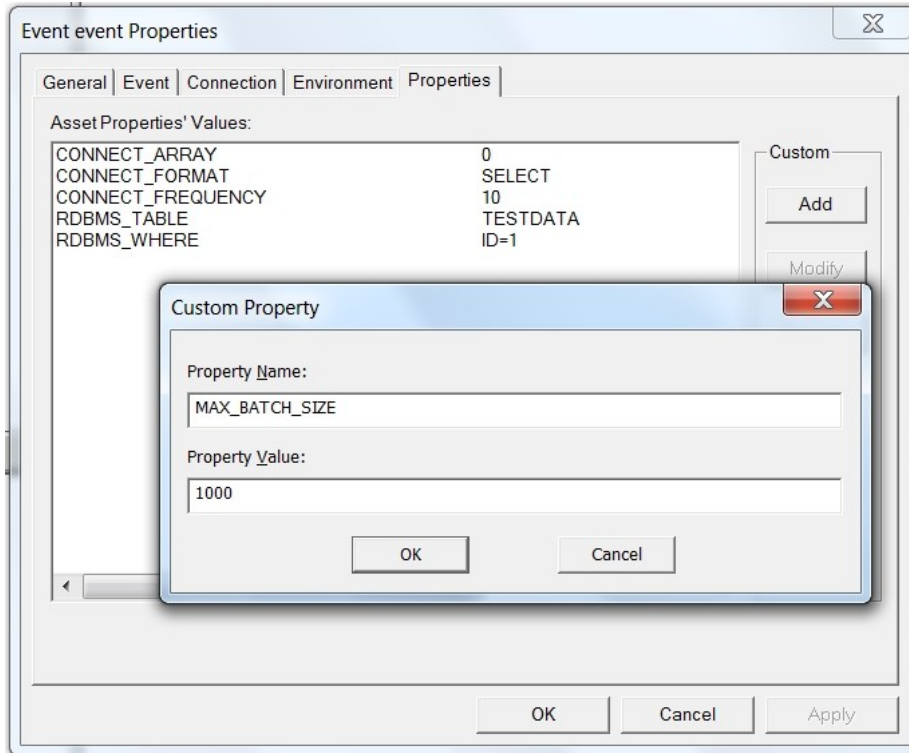 Event event Properties
General Event Connection Environment Properties
Asset Properties' Values:
CONNECT_ARRAY 0
CONNECT_FORMAT SELECT
CONNECT_FREQUENCY 10
RDBMS_TABLE TESTDATA
RDBMS_WHERE ID=1
Custom
Add
Modify
Custom Property
Property Name:
MAX_BATCH_SIZE
Property Value:
1000
OK Cancel
OK Cancel Apply